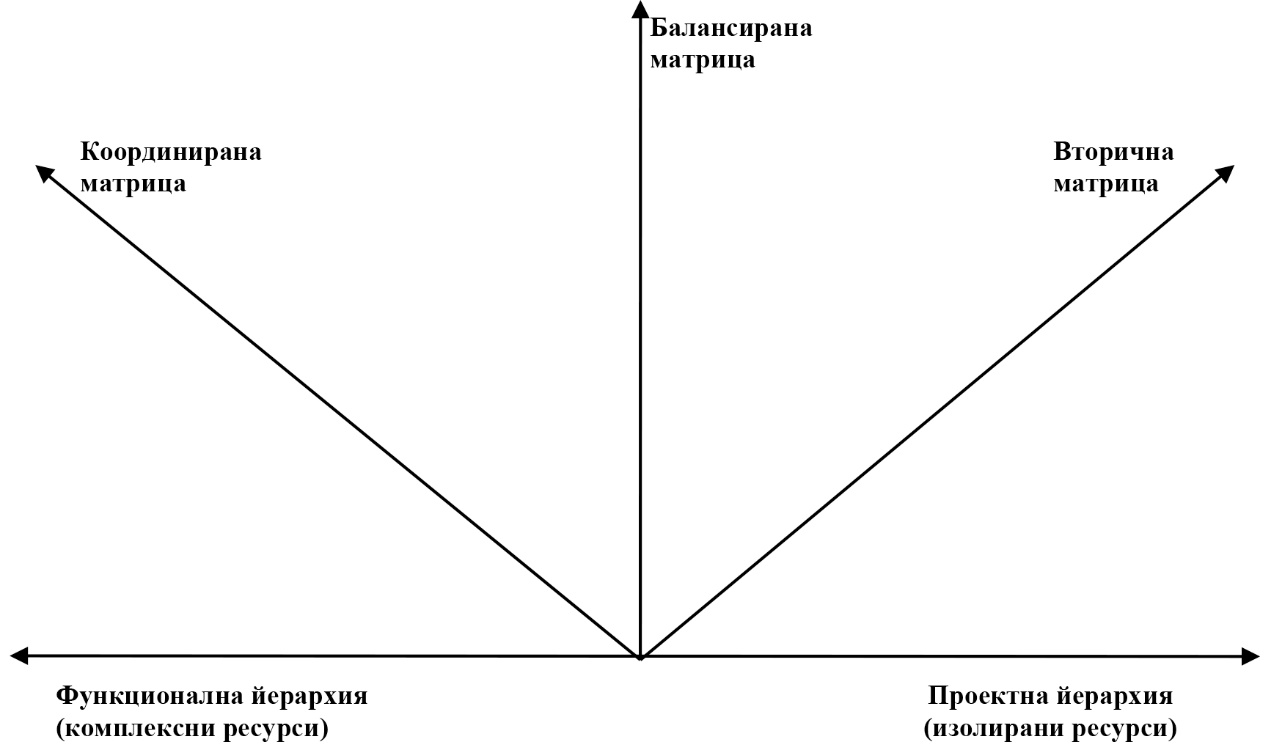 Балансирана
матрица
Координирана
матрица
Вторична
матрица
Функционална йерархия
(комплексни ресурси)
Проектна йерархия
(изолирани ресурси)